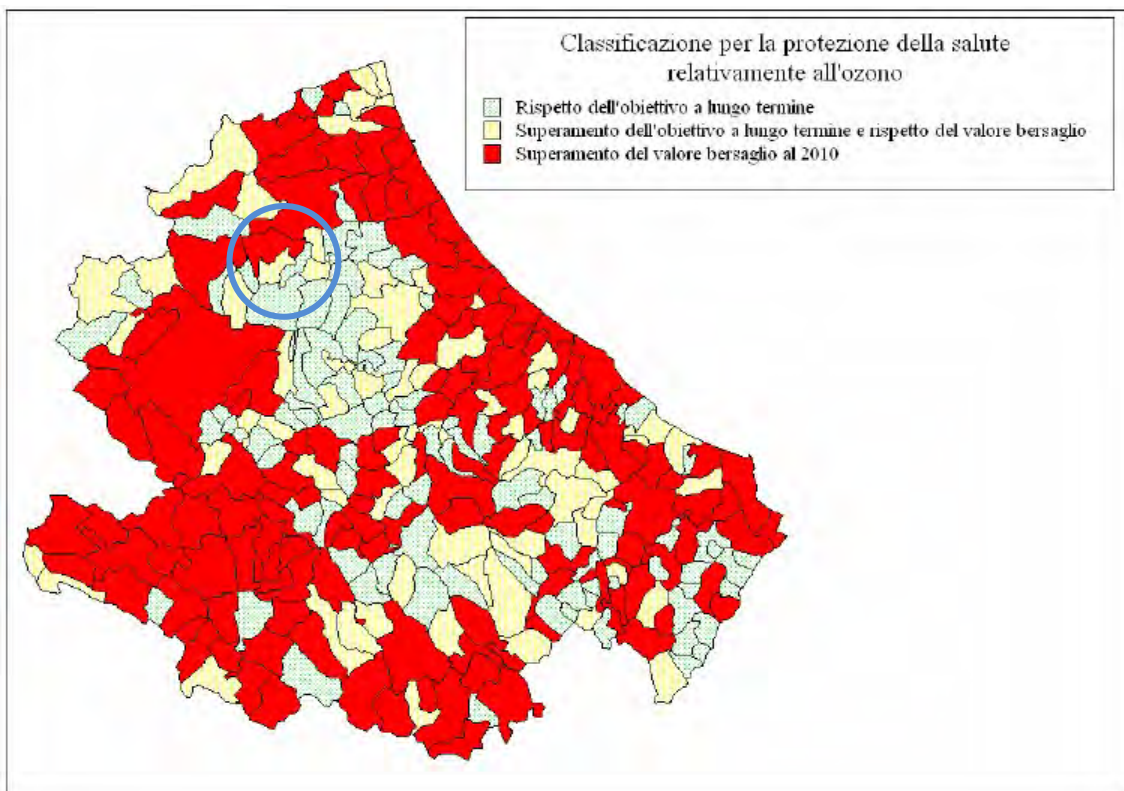 Classificazione per la protezione della salute
relativamente all'ozono
Rispetto dell'obiettivo a lungo termine
Superamento dell'obiettivo a lungo termine e rispetto del valore bersaglio
Superamento del valore bersaglio al 2010